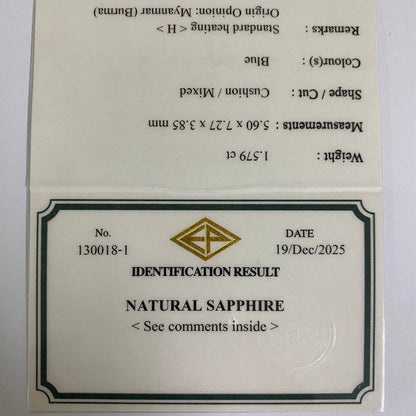 Weight : 1.579 ct
Measurements : 5.60 x 7.27 x 3.85 mm
Shape / Cut : Cushion / Mixed
Colour(s) : Blue
Remarks : Standard heating < H >
Origin Opinion: Myanmar (Burma)
No. DATE
130018-1 19/Dec/2025
IDENTIFICATION RESULT
NATURAL SAPPHIRE
< See comments inside >